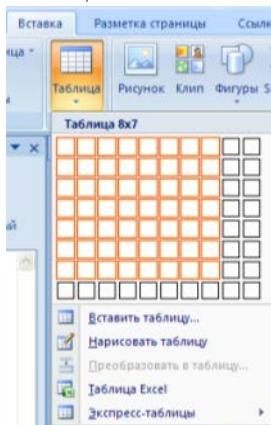 Вставка Разметка страницы
Таблица Рисунок Клип Фигуры
Таблица 8x7
Вставить таблицу...
Нарисовать таблицу
Преобразовать в таблицу...
Таблица Excel
Экспресс-таблицы